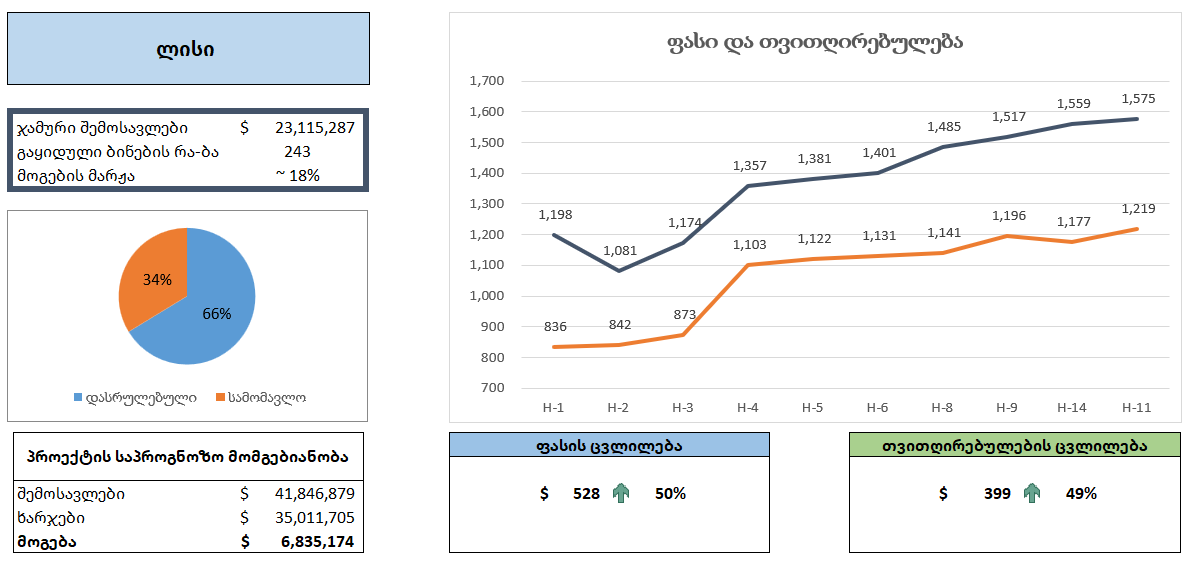 ლისი
ჯამური შემოსავლები $ 23,115,287
გაყიდული ბინების რა-ბა 243
მოგების მარჟა ~ 18%
34%
66%
დასრულებული სამომავლო
პროექტის საპროგნოზო მომგებიანობა
შემოსავლები $ 41,846,879
ხარჯები $ 35,011,705
მოგება $ 6,835,174
ფასი და თვითღირებულება
1,700
1,600
1,500
1,400
1,300
1,200
1,100
1,000
900
800
700
1,198
1,081
1,174
1,357
1,381
1,401
1,485
1,517
1,559
1,575
836
842
873
1,103
1,122
1,131
1,141
1,196
1,177
1,219
H-1 H-2 H-3 H-4 H-5 H-6 H-8 H-9 H-14 H-11
ფასის ცვლილება
$ 528 50%
თვითღირებულების ცვლილება
$ 399 49%